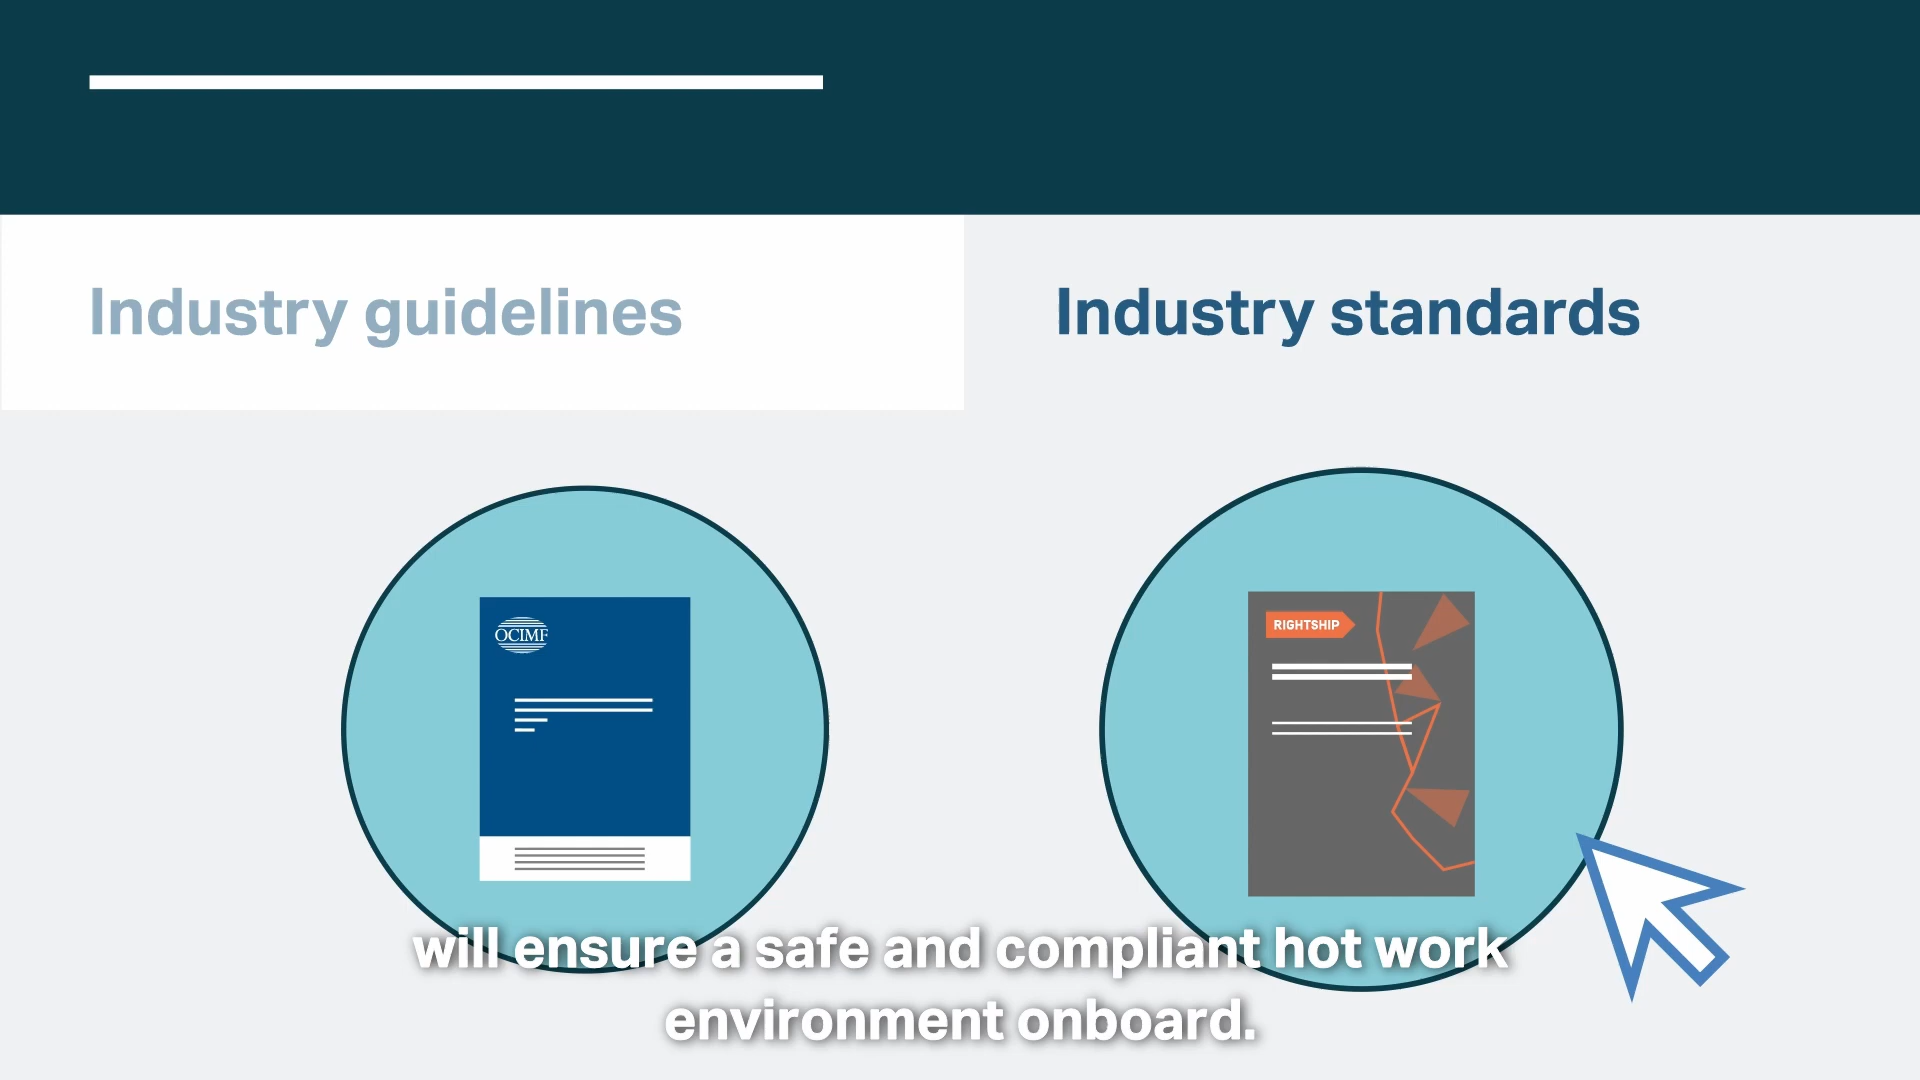 Industry guidelines
Industry standards
OCIMF
RIGHTSHIP
will ensure a safe and compliant hot work
environment onboard.